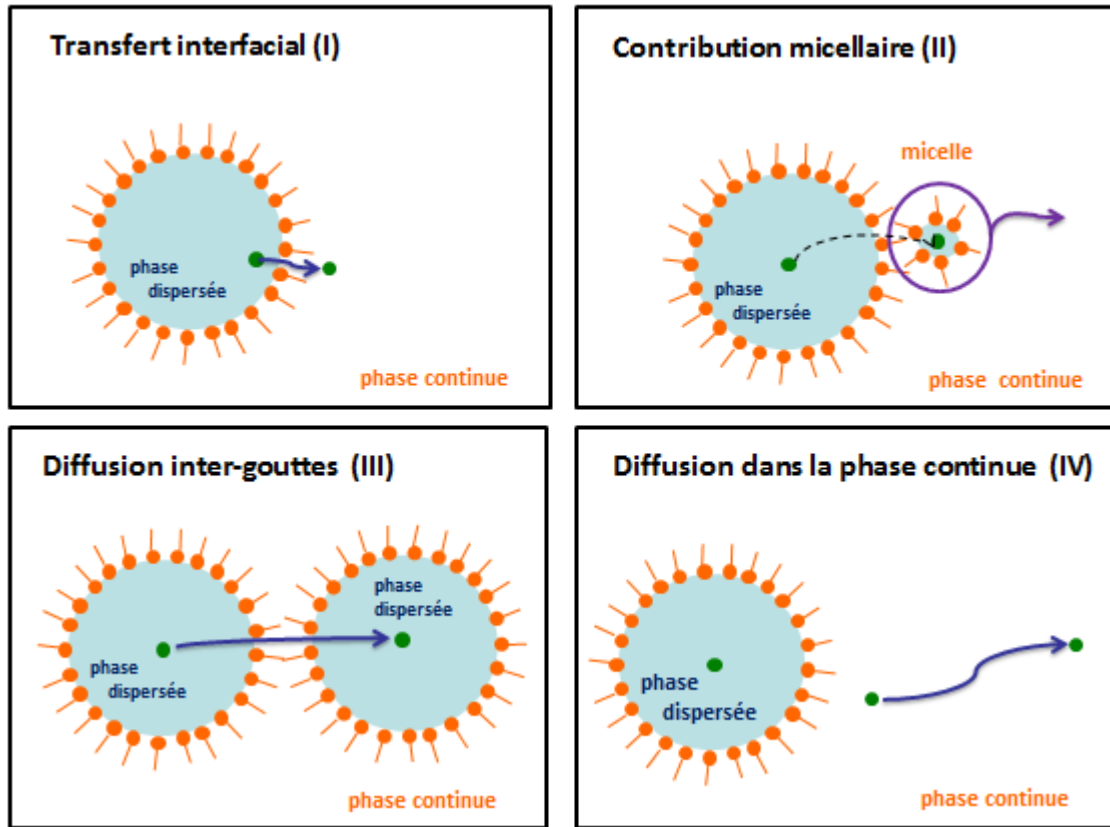 Transfert interfacial (I)
phase
dispersée
phase continue
Contribution micellaire (II)
micelle
phase
dispersée
phase continue
Diffusion inter-gouttes (III)
phase
dispersée
phase
dispersée
phase continue
Diffusion dans la phase continue (IV)
phase
dispersée
phase continue